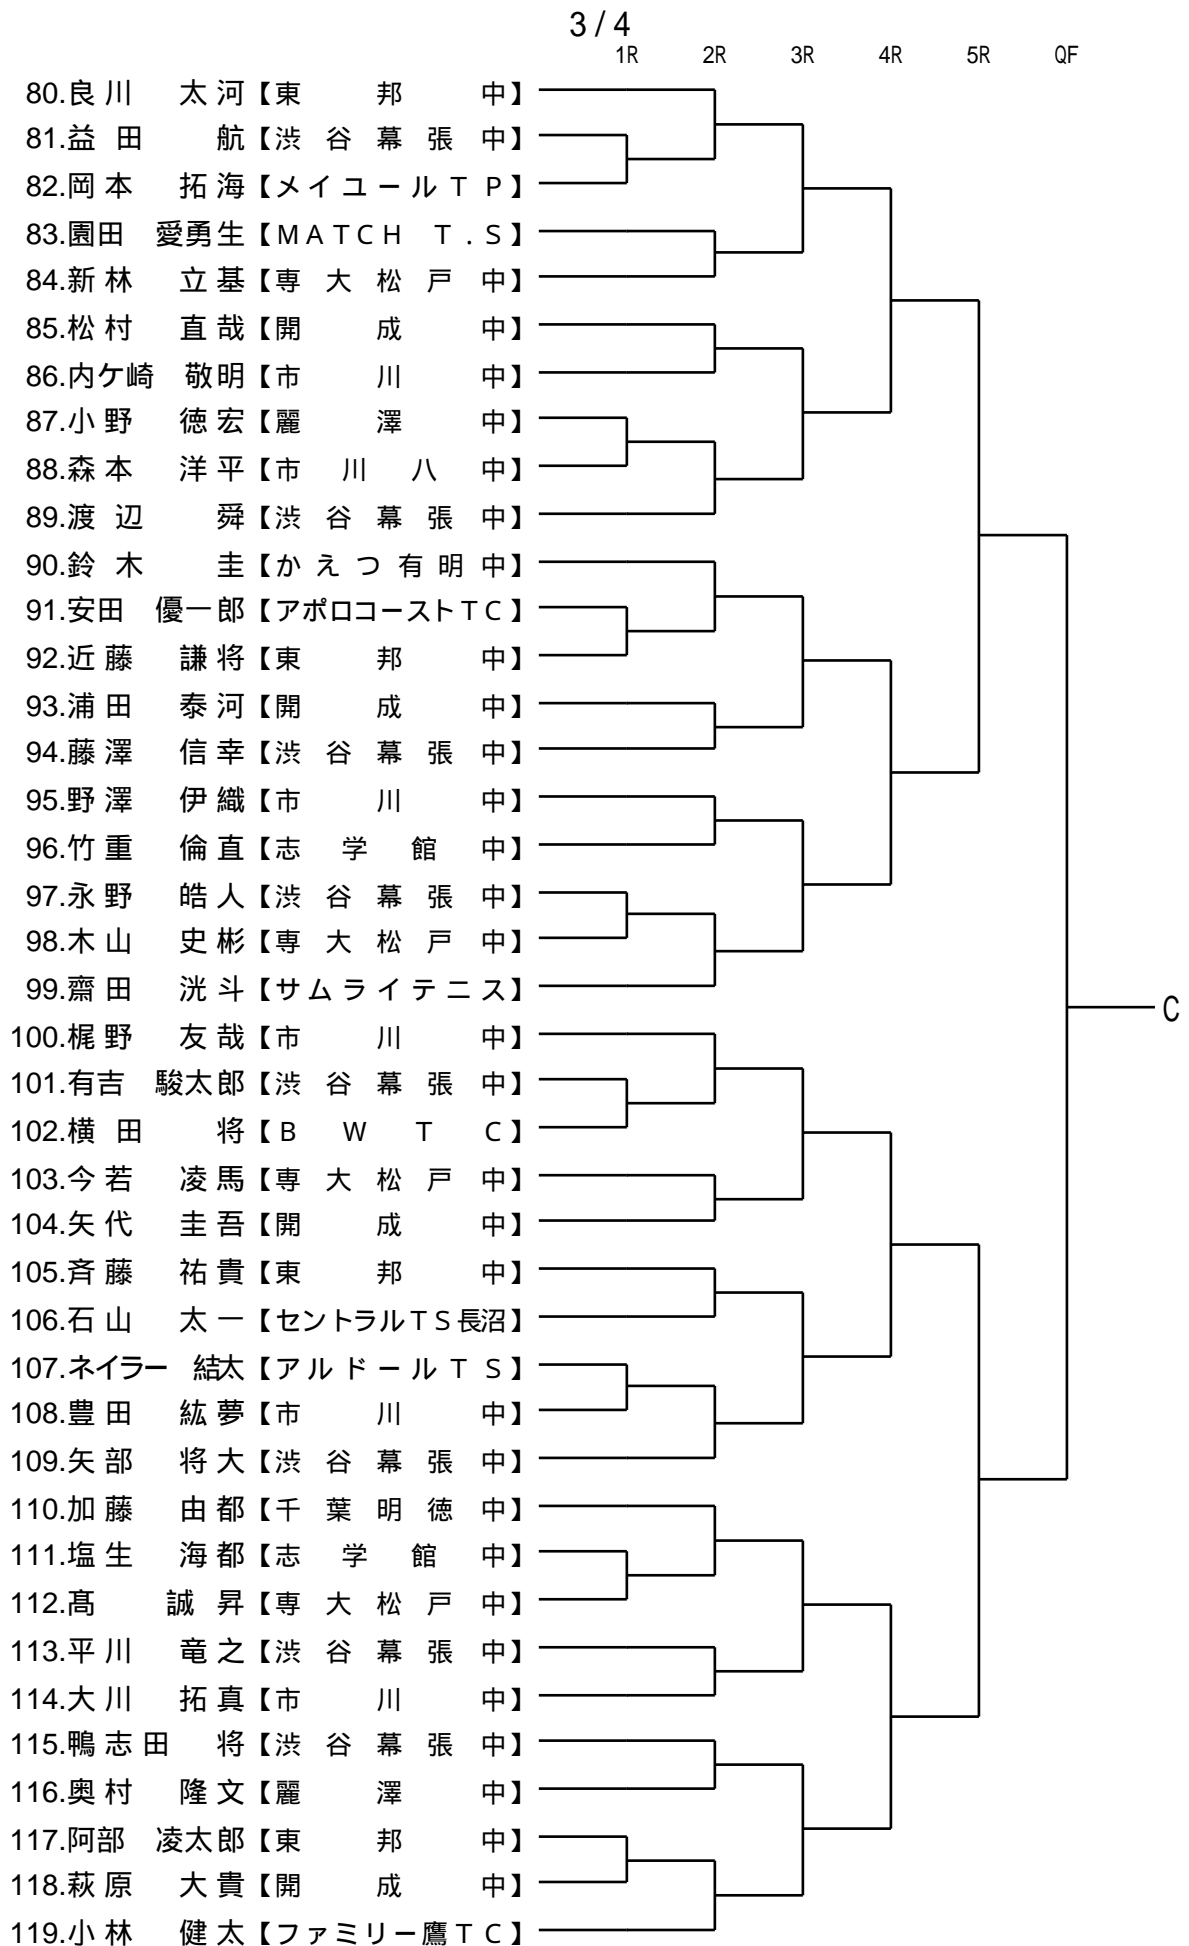 3 / 4
1R 2R 3R 4R 5R QF
80.良川 太河【東邦中】
81.益田 航【渋谷幕張中】
82.岡本 拓海【メイユールTP】
83.園田 愛勇生【MATCH T.S】
84.新林 立基【専大松戸中】
85.松村 直哉【開成中】
86.内ケ崎 敬明【市川中】
87.小野 徳宏【麗澤中】
88.森本 洋平【市川八中】
89.渡辺 舜【渋谷幕張中】
90.鈴木 圭【かえつ有明中】
91.安田 優一郎【アポロコーストTC】
92.近藤 謙将【東邦中】
93.浦田 泰河【開成中】
94.藤澤 信幸【渋谷幕張中】
95.野澤 伊織【市川中】
96.竹重 倫直【志学館中】
97.永野 皓人【渋谷幕張中】
98.木山 史彬【専大松戸中】
99.齋田 洸斗【サムライテニス】
C
100.梶野 友哉【市川中】
101.有吉 駿太郎【渋谷幕張中】
102.横田 将【BWTC】
103.今若 凌馬【専大松戸中】
104.矢代 圭吾【開成中】
105.斉藤 祐貴【東邦中】
106.石山 太一【セントラルTS長沼】
107.ネイラー 結太【アルドールTS】
108.豊田 紘夢【市川中】
109.矢部 将大【渋谷幕張中】
110.加藤 由都【千葉明徳中】
111.塩生 海都【志学館中】
112.髙 誠昇【専大松戸中】
113.平川 竜之【渋谷幕張中】
114.大川 拓真【市川中】
115.鴨志田 将【渋谷幕張中】
116.奥村 隆文【麗澤中】
117.阿部 凌太郎【東邦中】
118.萩原 大貴【開成中】
119.小林 健太【ファミリー鷹TC】